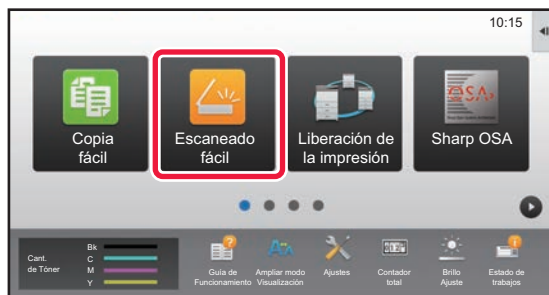 10:15
Copia
fácil
Escaneado
fácil
Liberación de
la impresión
Sharp OSA
Cant.
de Tóner
Bk
C
M
Y
Guía de
Funcionamiento
Ampliar modo
Visualización
Ajustes
Contador
total
Brillo
Ajuste
Estado de
trabajos